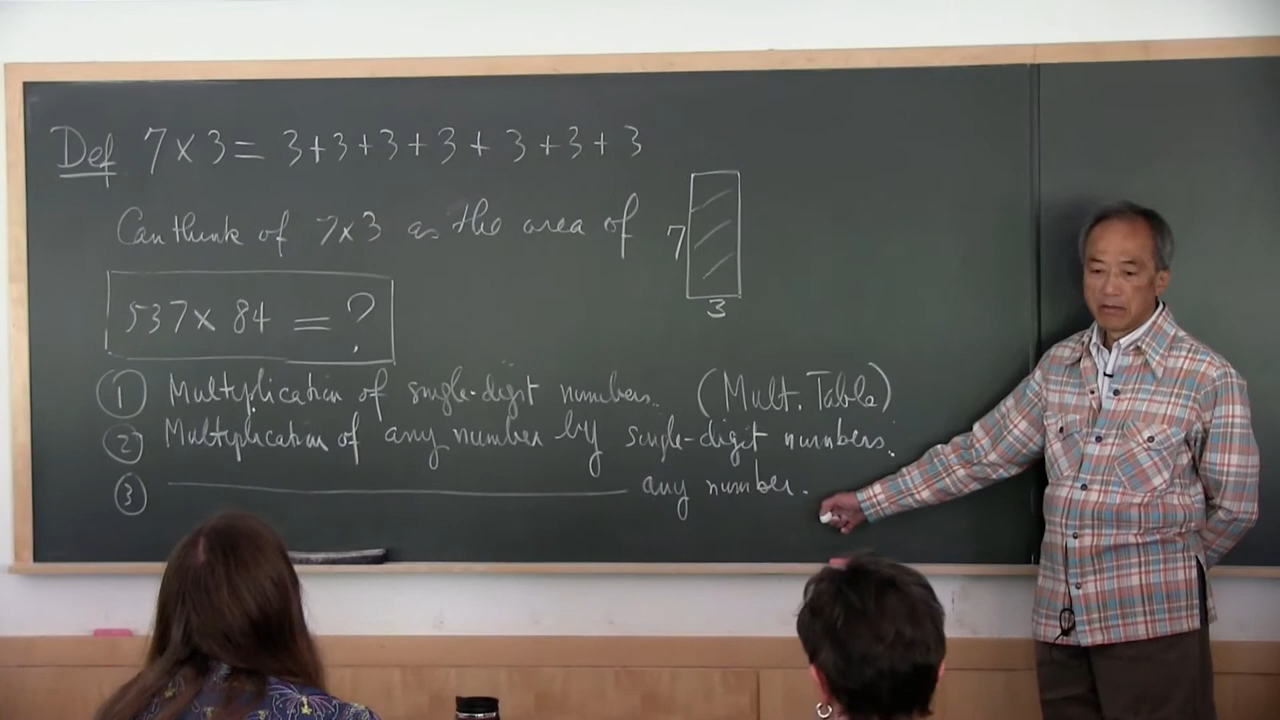 Def 7 × 3 = 3+3+3+3+3+3+3
Can think of 7×3 as the area of
7
3
537 × 84 = ?
① Multiplication of single-digit numbers. (Mult. Table)
② Multiplication of any number by single-digit numbers.
③ ——— any number.